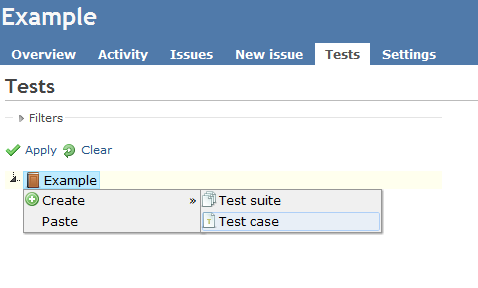 Example
Overview Activity Issues New issue Tests Settings
Tests
Filters
Apply Clear
Example
Create » Test suite
Paste Test case